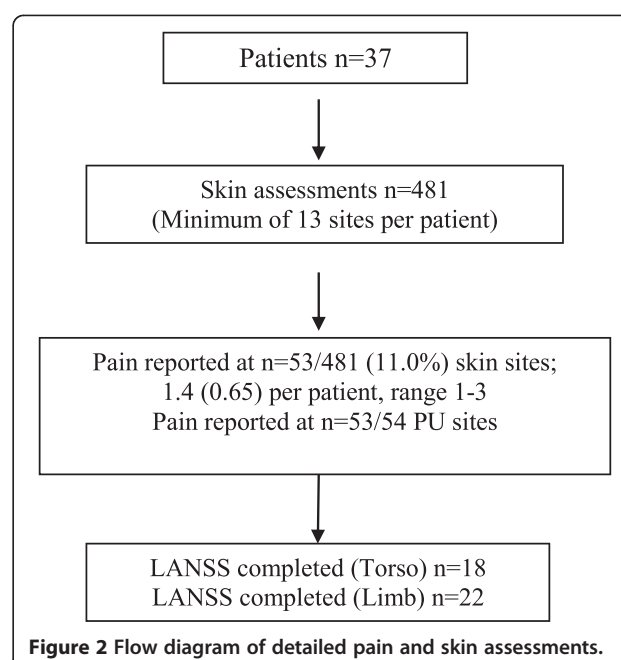 Patients n=37
Skin assessments n=481
(Minimum of 13 sites per patient)
Pain reported at n=53/481 (11.0%) skin sites;
1.4 (0.65) per patient, range 1-3
Pain reported at n=53/54 PU sites
LANSS completed (Torso) n=18
LANSS completed (Limb) n=22
Figure 2 Flow diagram of detailed pain and skin assessments.